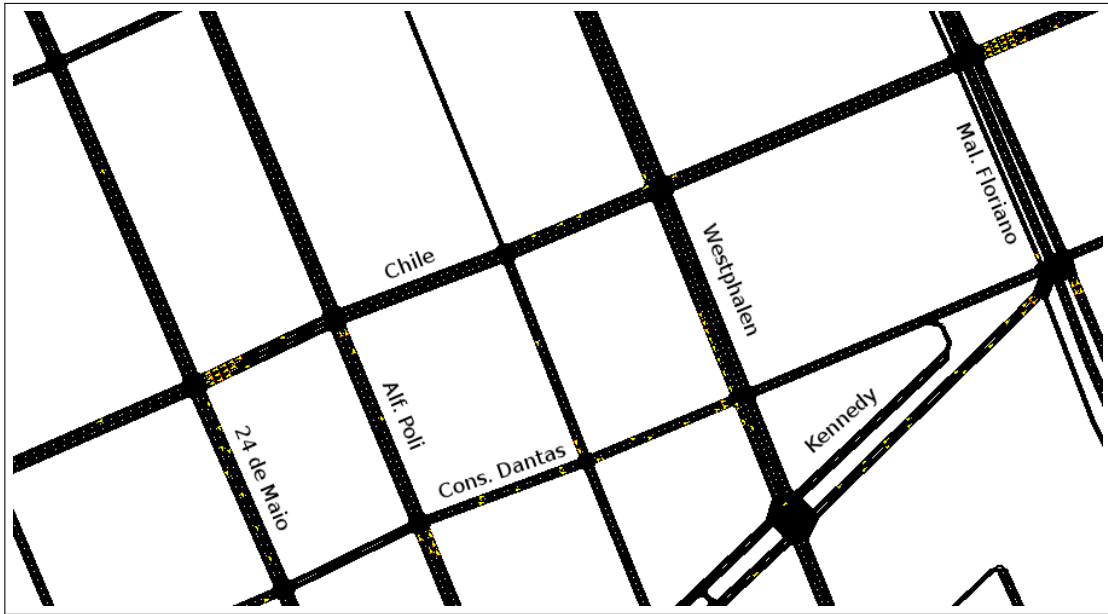 Chile
Mal. Floriano
Westphalen
Alf. Poli
24 de Maio
Cons. Dantas
Kennedy